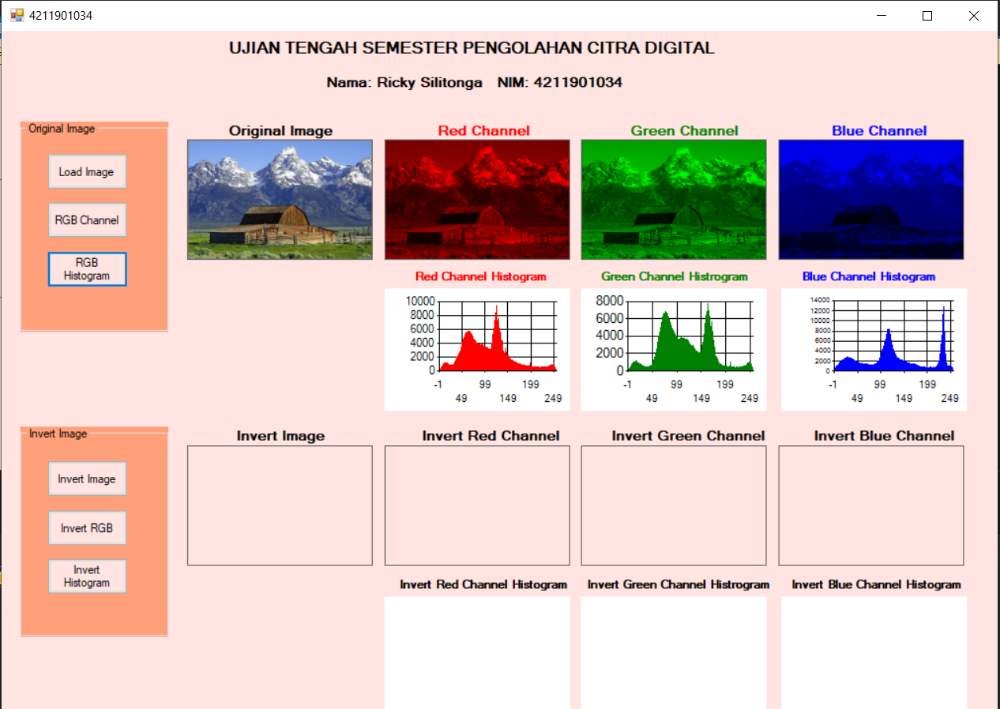 4211901034
UJIAN TENGAH SEMESTER PENGOLAHAN CITRA DIGITAL
Nama: Ricky Silitonga NIM: 4211901034
Original Image
Load Image
RGB Channel
RGB
Histogram
Original Image
Red Channel
Green Channel
Blue Channel
Red Channel Histogram
Green Channel Histrogram
Blue Channel Histogram
10000
8000
6000
4000
2000
0
-1 99 199
49 149 249
8000
6000
4000
2000
0
-1 99 199
49 149 249
14000
12000
10000
8000
6000
4000
2000
0
-1 99 199
49 149 249
Invert Image
Invert Image
Invert RGB
Invert
Histogram
Invert Image
Invert Red Channel
Invert Green Channel
Invert Blue Channel
Invert Red Channel Histogram
Invert Green Channel Histrogram
Invert Blue Channel Histogram